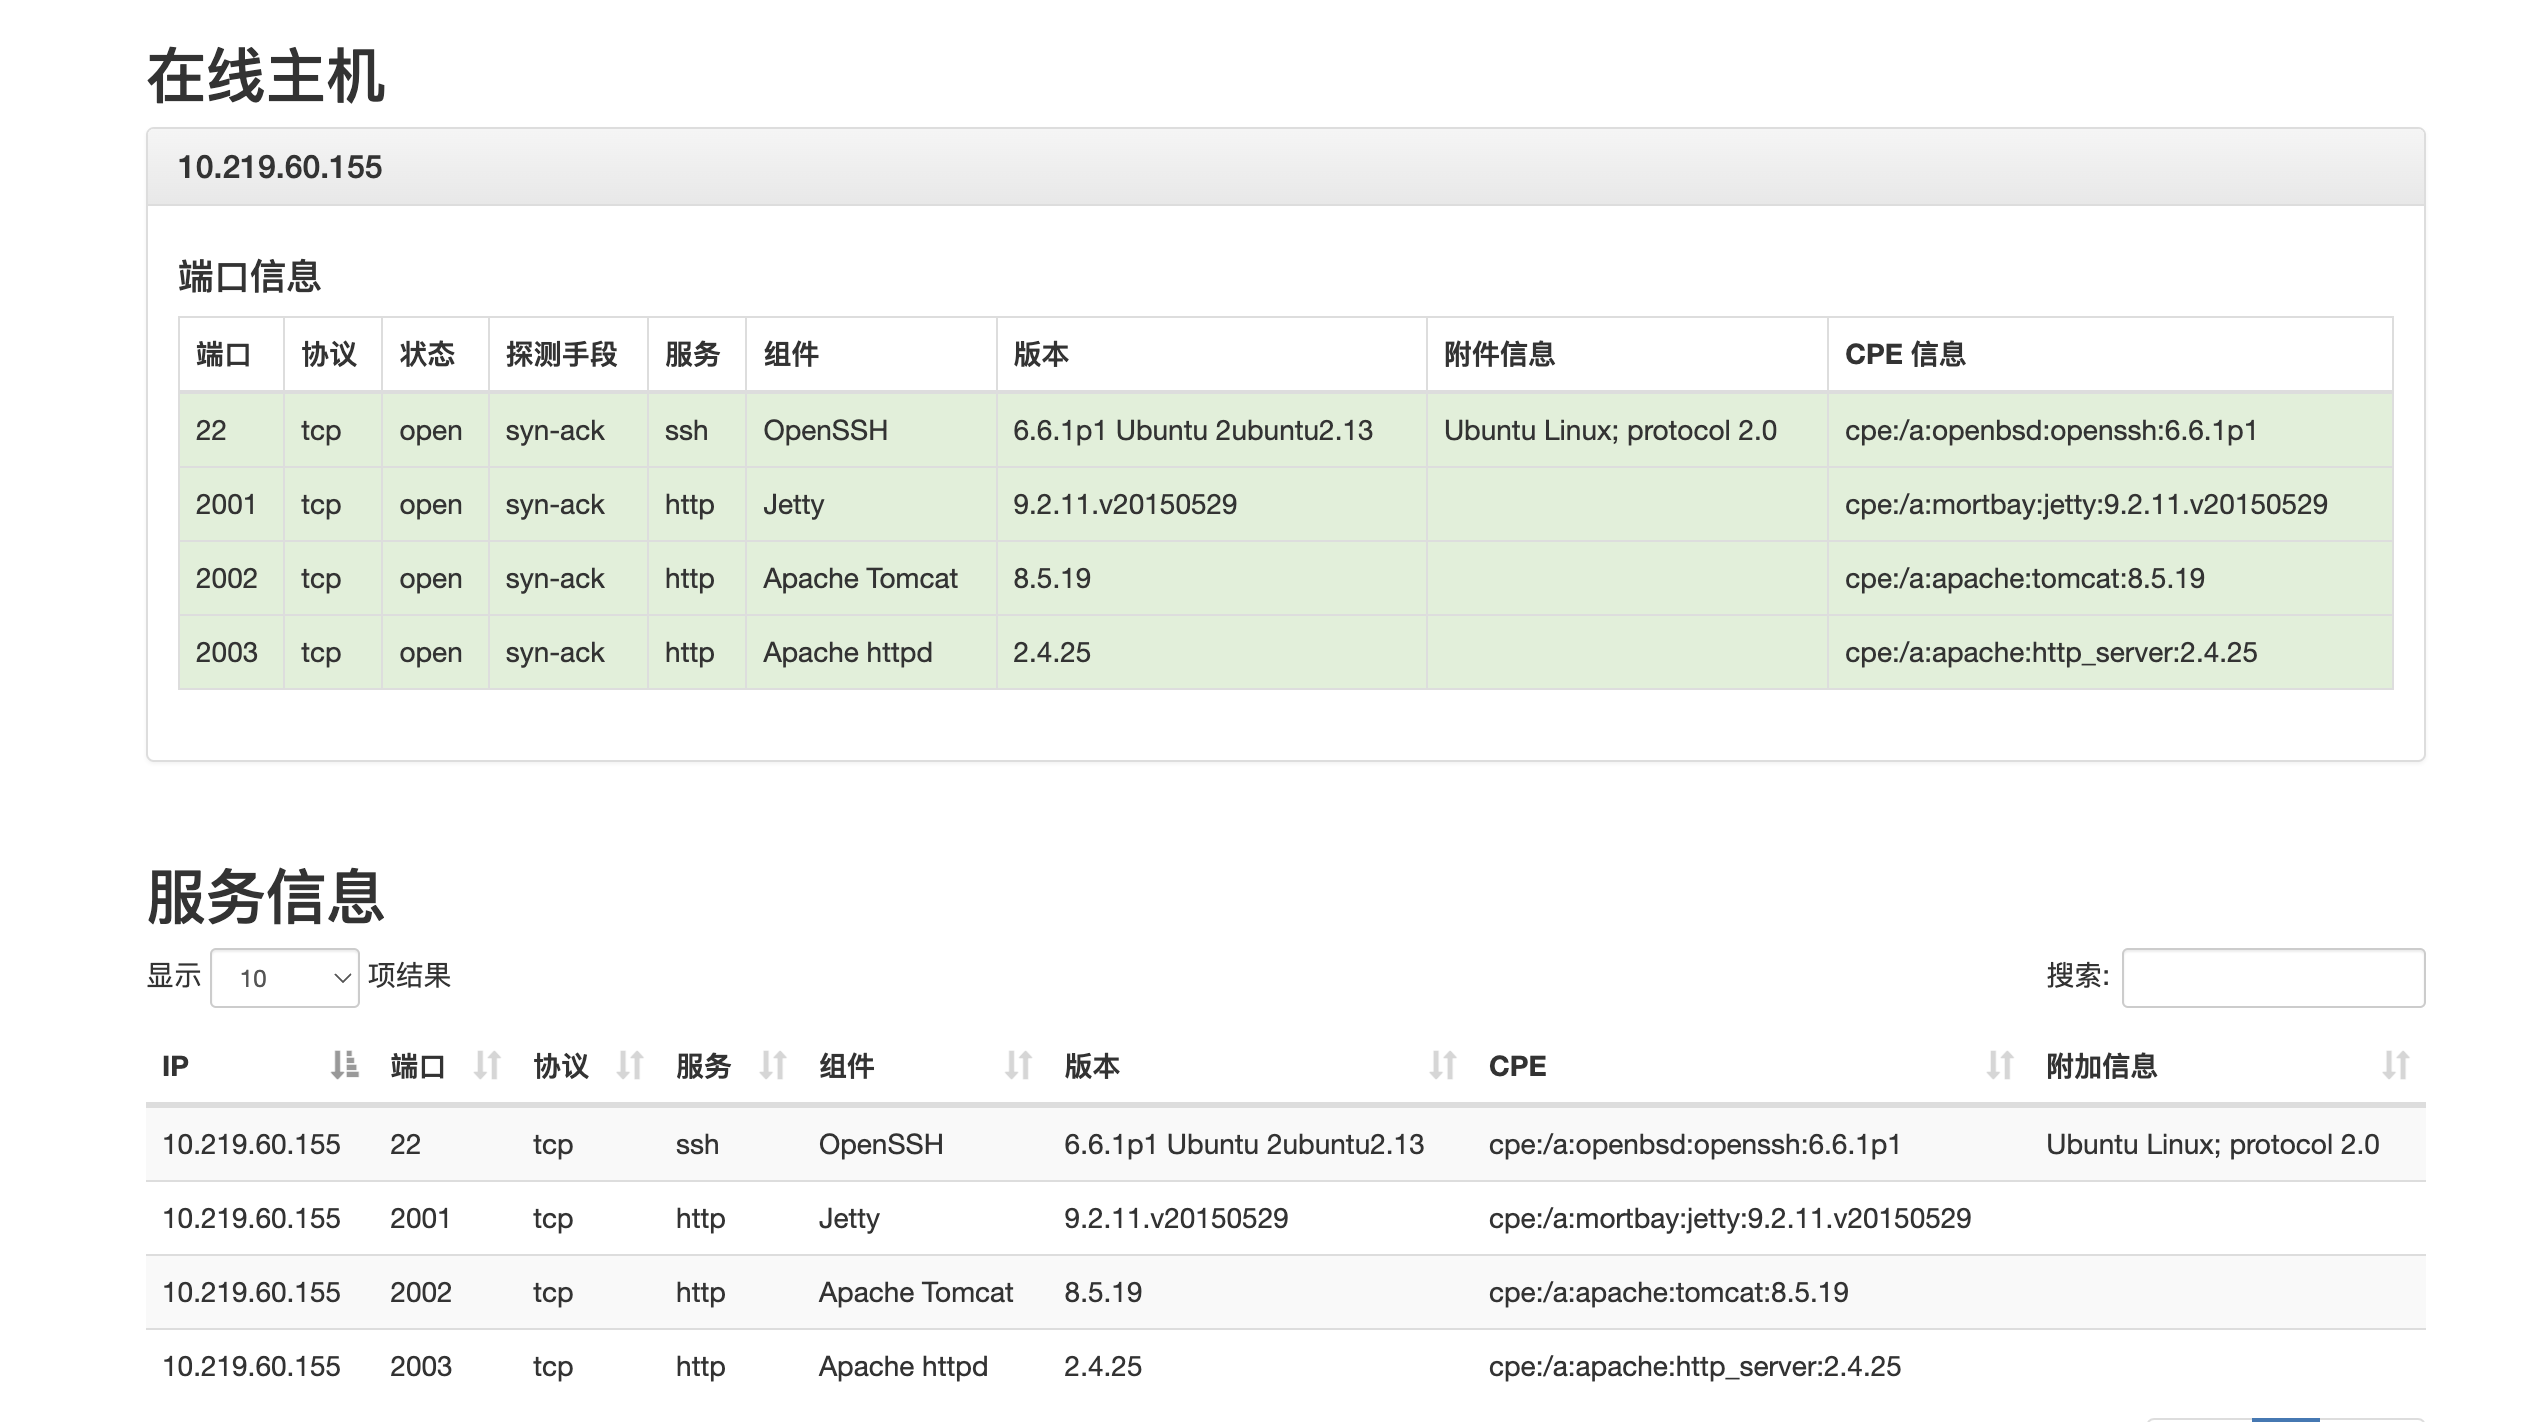 在线主机
10.219.60.155
端口信息
端口 协议 状态 探测手段 服务 组件 版本 附件信息 CPE 信息
22 tcp open syn-ack ssh OpenSSH 6.6.1p1 Ubuntu 2ubuntu2.13 Ubuntu Linux; protocol 2.0 cpe:/a:openbsd:openssh:6.6.1p1
2001 tcp open syn-ack http Jetty 9.2.11.v20150529 cpe:/a:mortbay:jetty:9.2.11.v20150529
2002 tcp open syn-ack http Apache Tomcat 8.5.19 cpe:/a:apache:tomcat:8.5.19
2003 tcp open syn-ack http Apache httpd 2.4.25 cpe:/a:apache:http_server:2.4.25
服务信息
显示 10 项结果 搜索:
IP 端口 协议 服务 组件 版本 CPE 附加信息
10.219.60.155 22 tcp ssh OpenSSH 6.6.1p1 Ubuntu 2ubuntu2.13 cpe:/a:openbsd:openssh:6.6.1p1 Ubuntu Linux; protocol 2.0
10.219.60.155 2001 tcp http Jetty 9.2.11.v20150529 cpe:/a:mortbay:jetty:9.2.11.v20150529
10.219.60.155 2002 tcp http Apache Tomcat 8.5.19 cpe:/a:apache:tomcat:8.5.19
10.219.60.155 2003 tcp http Apache httpd 2.4.25 cpe:/a:apache:http_server:2.4.25